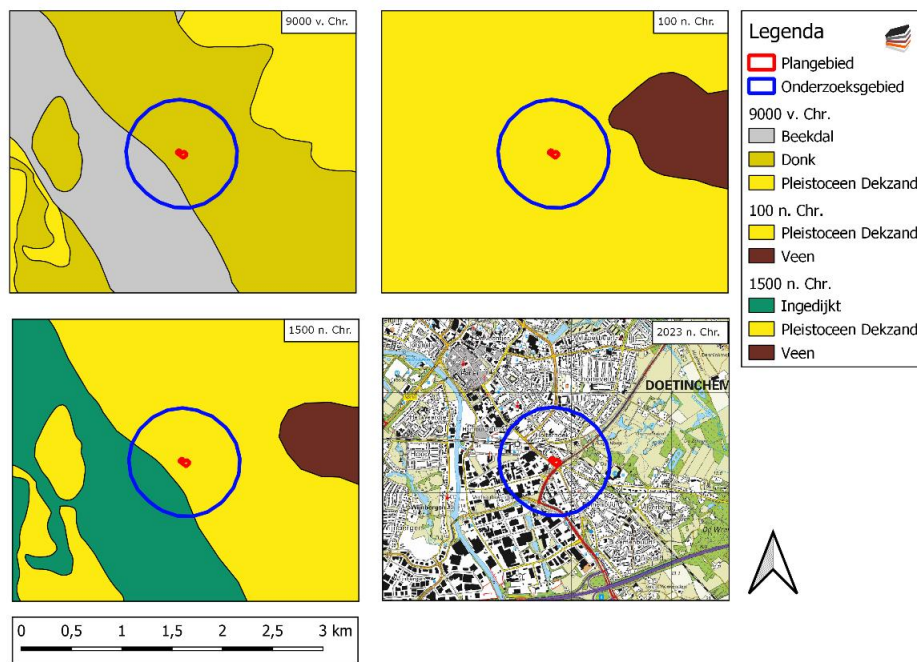 9000 v. Chr.
100 n. Chr.
1500 n. Chr.
2023 n. Chr.
DOETINCHEM
0 0,5 1 1,5 2 2,5 3 km
Legenda
Plangebied
Onderzoeksgebied
9000 v. Chr.
Beekdal
Donk
Pleistoceen Dekzand
100 n. Chr.
Pleistoceen Dekzand
Veen
1500 n. Chr.
Ingedijkt
Pleistoceen Dekzand
Veen